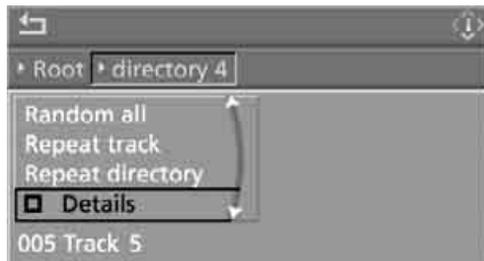 Root directory 4
Random all
Repeat track
Repeat directory
Details
005 Track 5